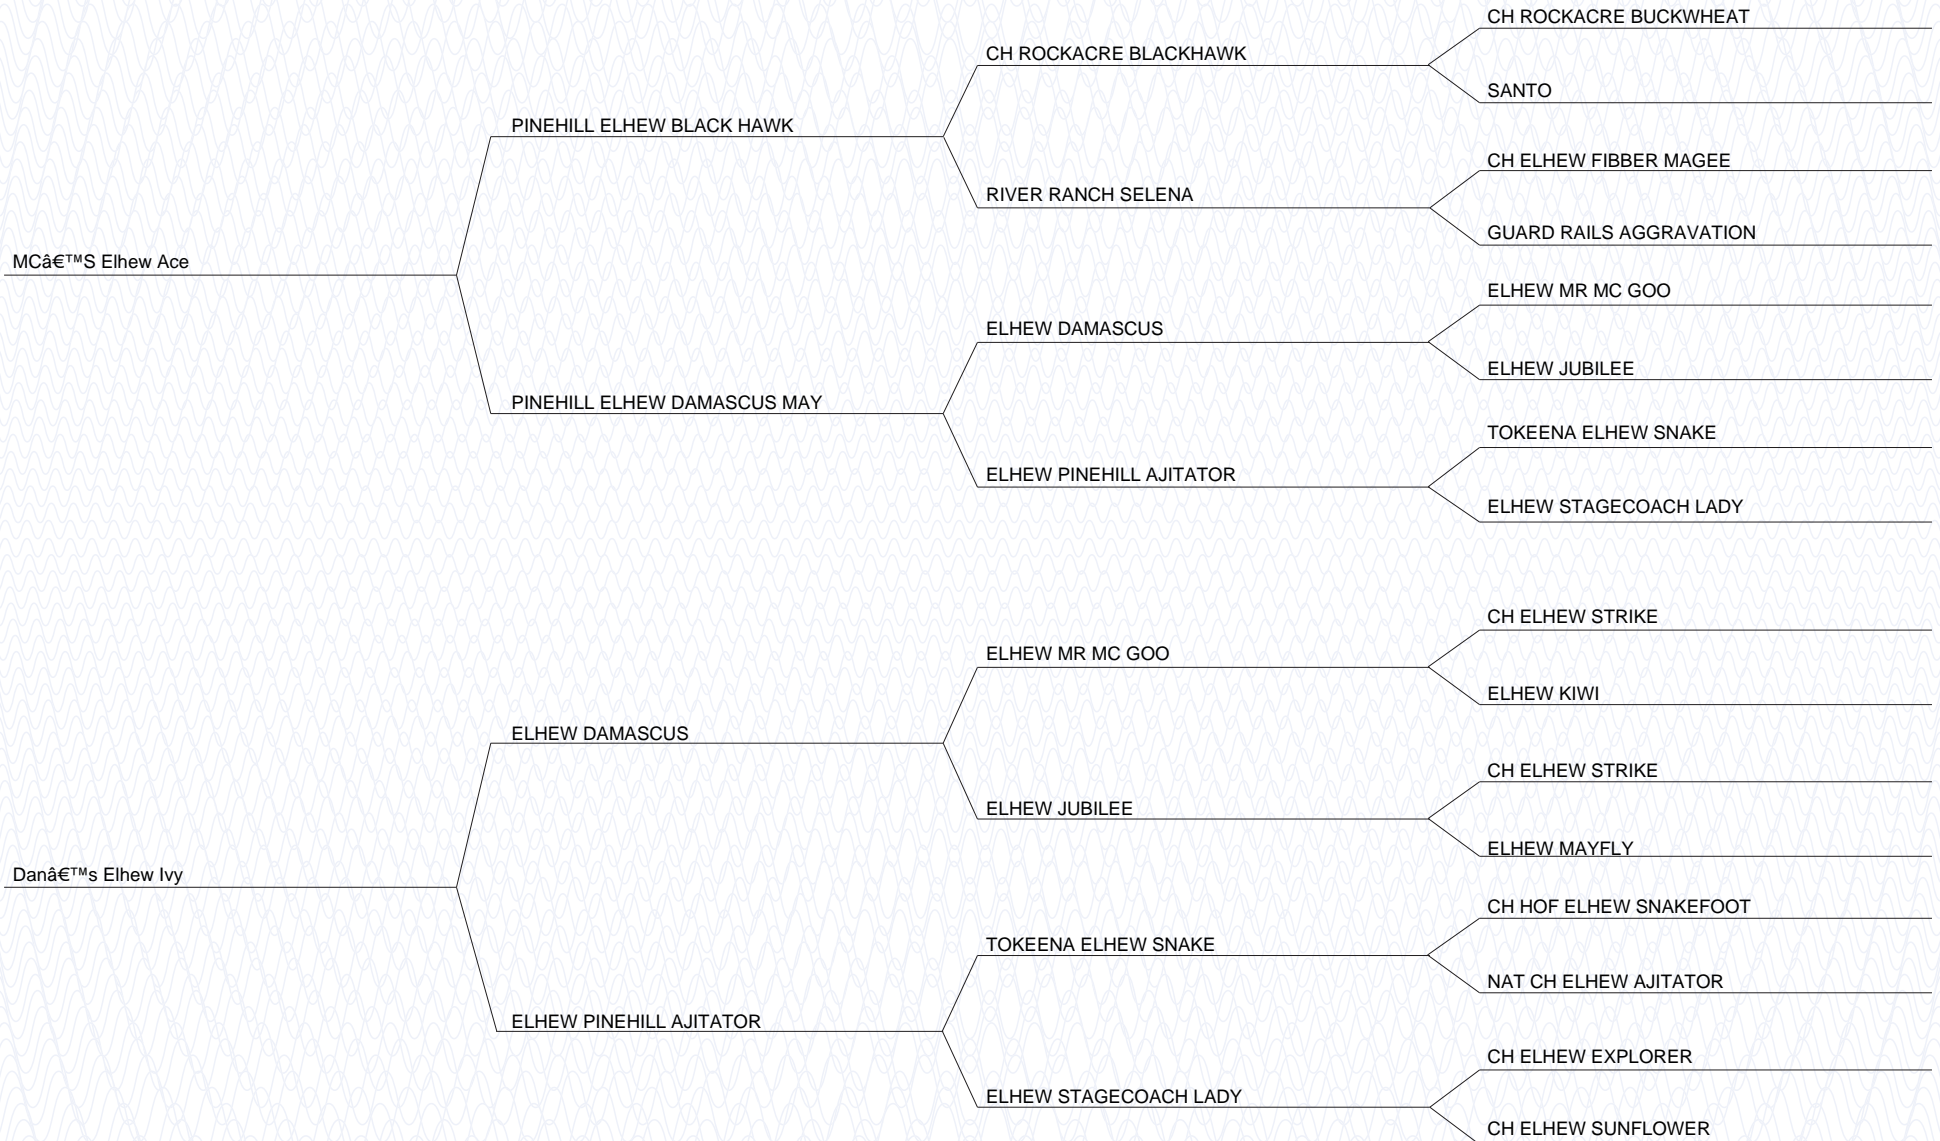 CH ROCKACRE BUCKWHEAT
CH ROCKACRE BLACKHAWK
SANTO
PINEHILL ELHEW BLACK HAWK
CH ELHEW FIBBER MAGEE
RIVER RANCH SELENA
GUARD RAILS AGGRAVATION
MCâ€™S Elhew Ace
ELHEW MR MC GOO
ELHEW DAMASCUS
ELHEW JUBILEE
PINEHILL ELHEW DAMASCUS MAY
TOKEENA ELHEW SNAKE
ELHEW PINEHILL AJITATOR
ELHEW STAGECOACH LADY
CH ELHEW STRIKE
ELHEW MR MC GOO
ELHEW KIWI
ELHEW DAMASCUS
CH ELHEW STRIKE
ELHEW JUBILEE
ELHEW MAYFLY
Danâ€™s Elhew Ivy
CH HOF ELHEW SNAKEFOOT
TOKEENA ELHEW SNAKE
NAT CH ELHEW AJITATOR
ELHEW PINEHILL AJITATOR
CH ELHEW EXPLORER
ELHEW STAGECOACH LADY
CH ELHEW SUNFLOWER